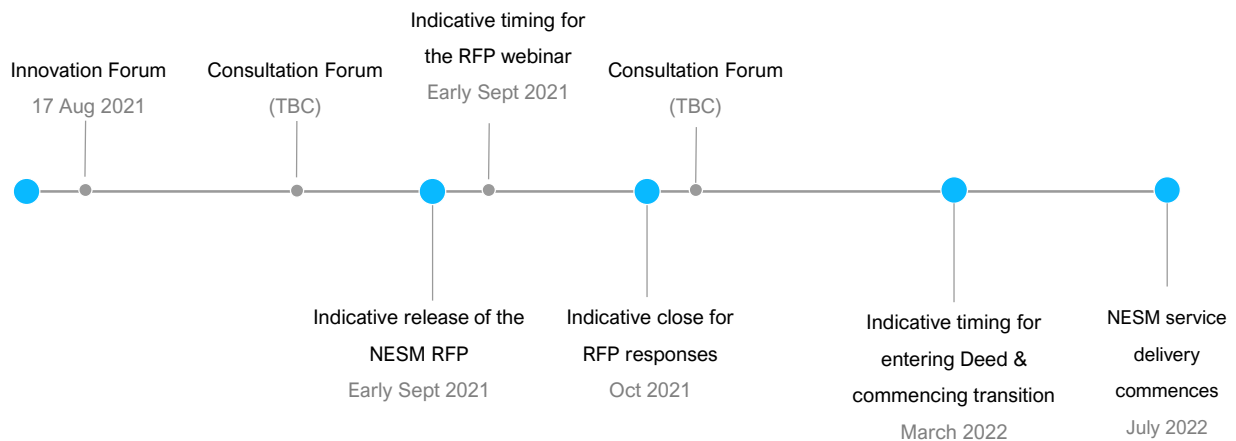 Innovation Forum
17 Aug 2021
Consultation Forum
(TBC)
Indicative timing for
the RFP webinar
Early Sept 2021
Consultation Forum
(TBC)
Indicative release of the
NESM RFP
Early Sept 2021
Indicative close for
RFP responses
Oct 2021
Indicative timing for
entering Deed &
commencing transition
March 2022
NESM service
delivery
commences
July 2022